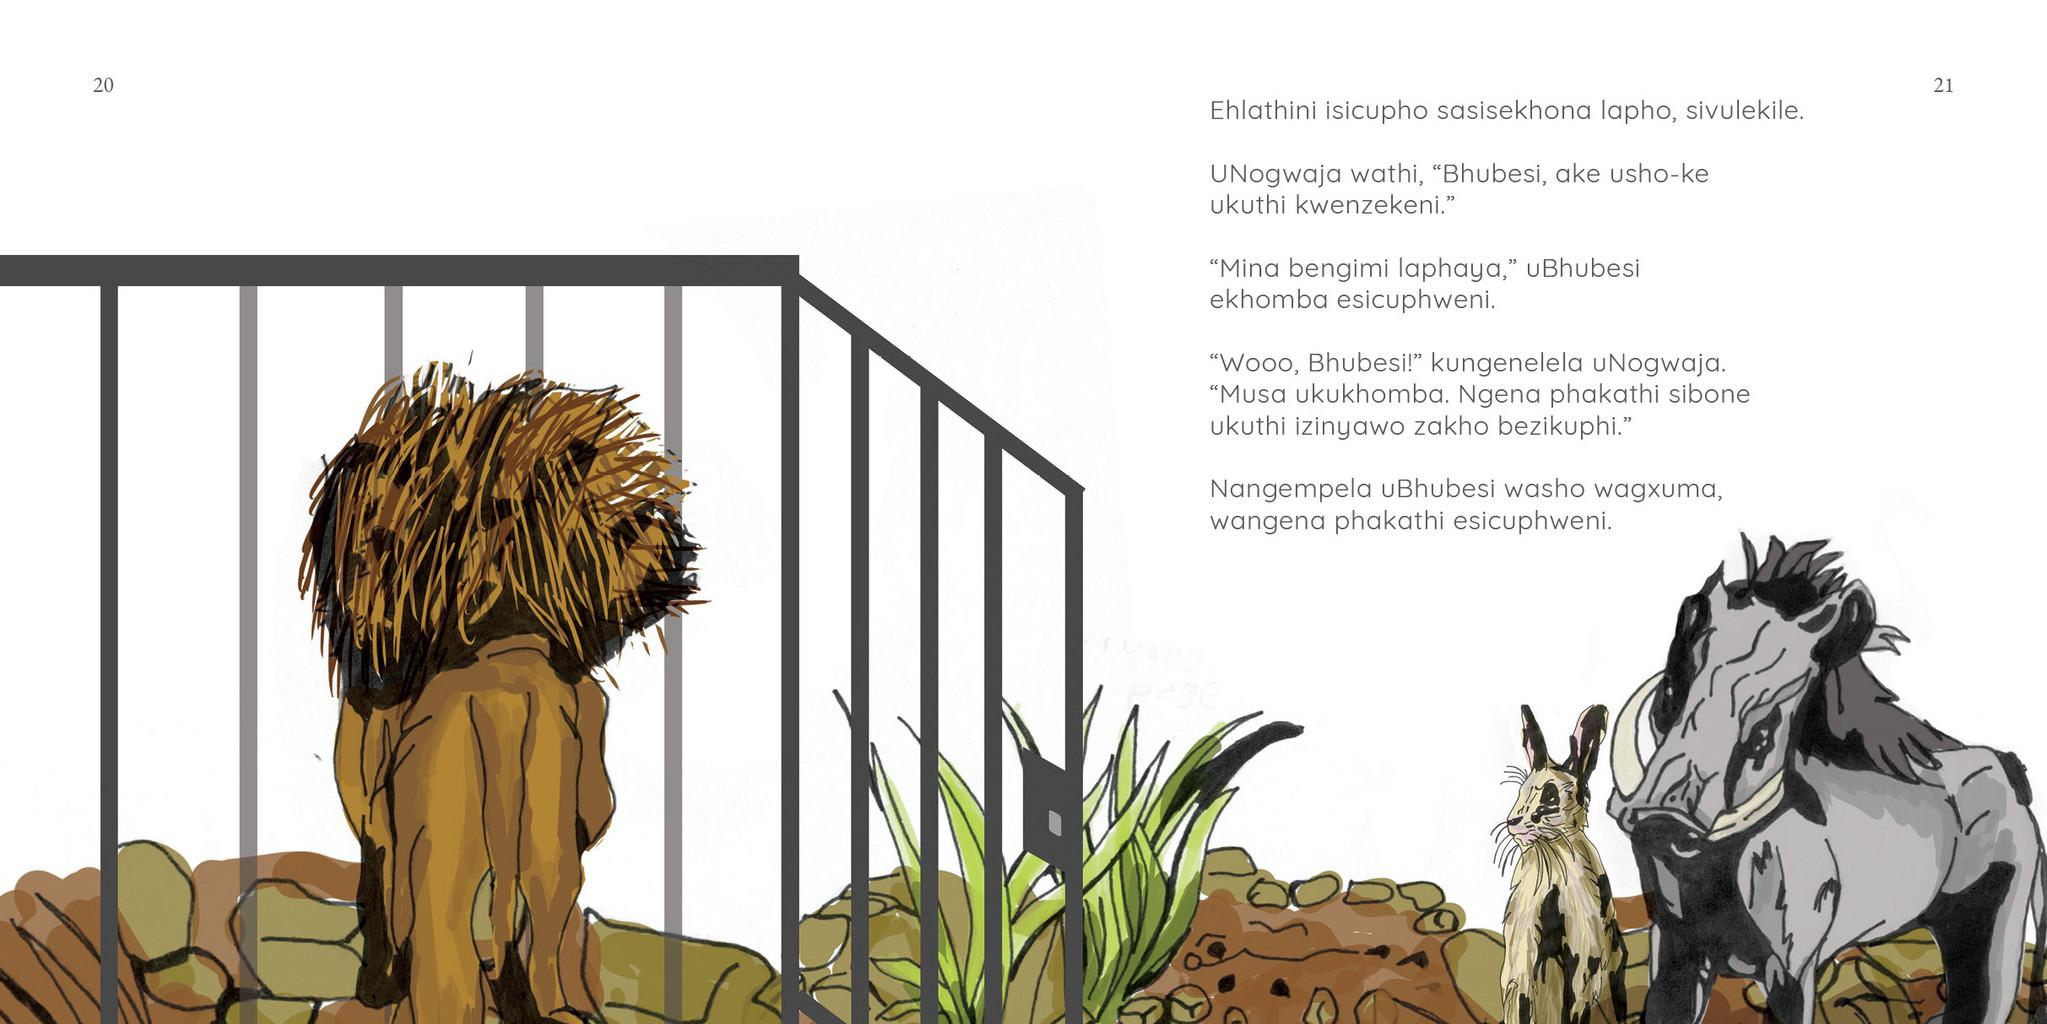 20
21
Ehlathini isicupho sasisekhona lapho, sivulekile.
UNogwaja wathi, “Bhubesi, ake usho-ke
ukuthi kwenzekeni.”
“Mina bengimi laphaya,” uBhubesi
ekhomba esicuphweni.
“Wooo, Bhubesi!” kungenelela uNogwaja.
“Musa ukukhomba. Ngena phakathi sibone
ukuthi izinyawo zakho bezikuphi.”
Nangempela uBhubesi washo wagxuma,
wangena phakathi esicuphweni.